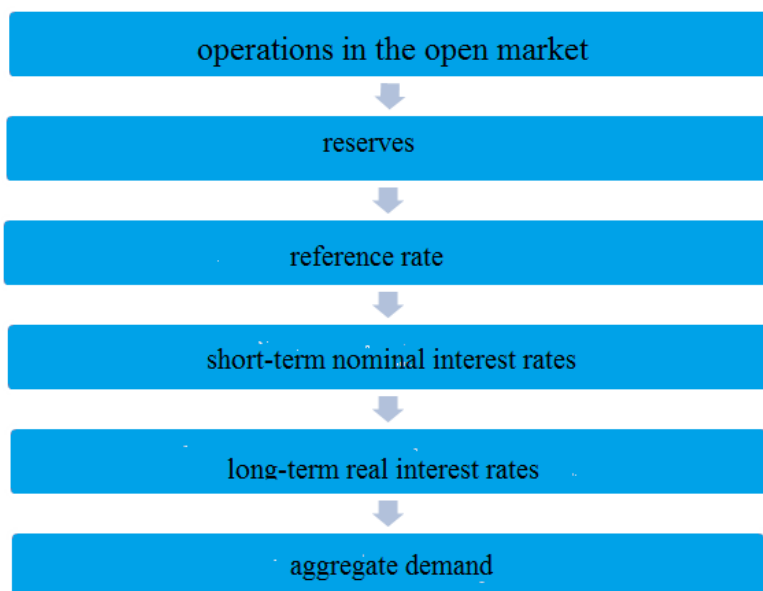 operations in the open market
reserves
reference rate
short-term nominal interest rates
long-term real interest rates
aggregate demand